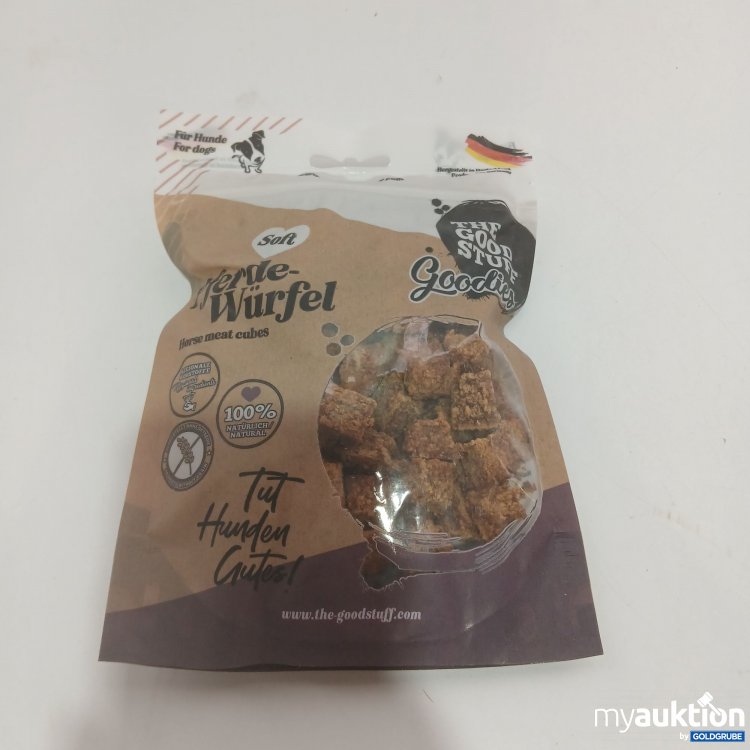 Für Hunde
For dogs
THE
GOOD
STUFF
Goodies
Soft
Pferde-
Würfel
Horse meat cubes
100%
NATÜRLICH
NATURAL
Tut
Hunden
Gutes!
www.the-goodstuff.com
myauktion
by GOLDGRUBE